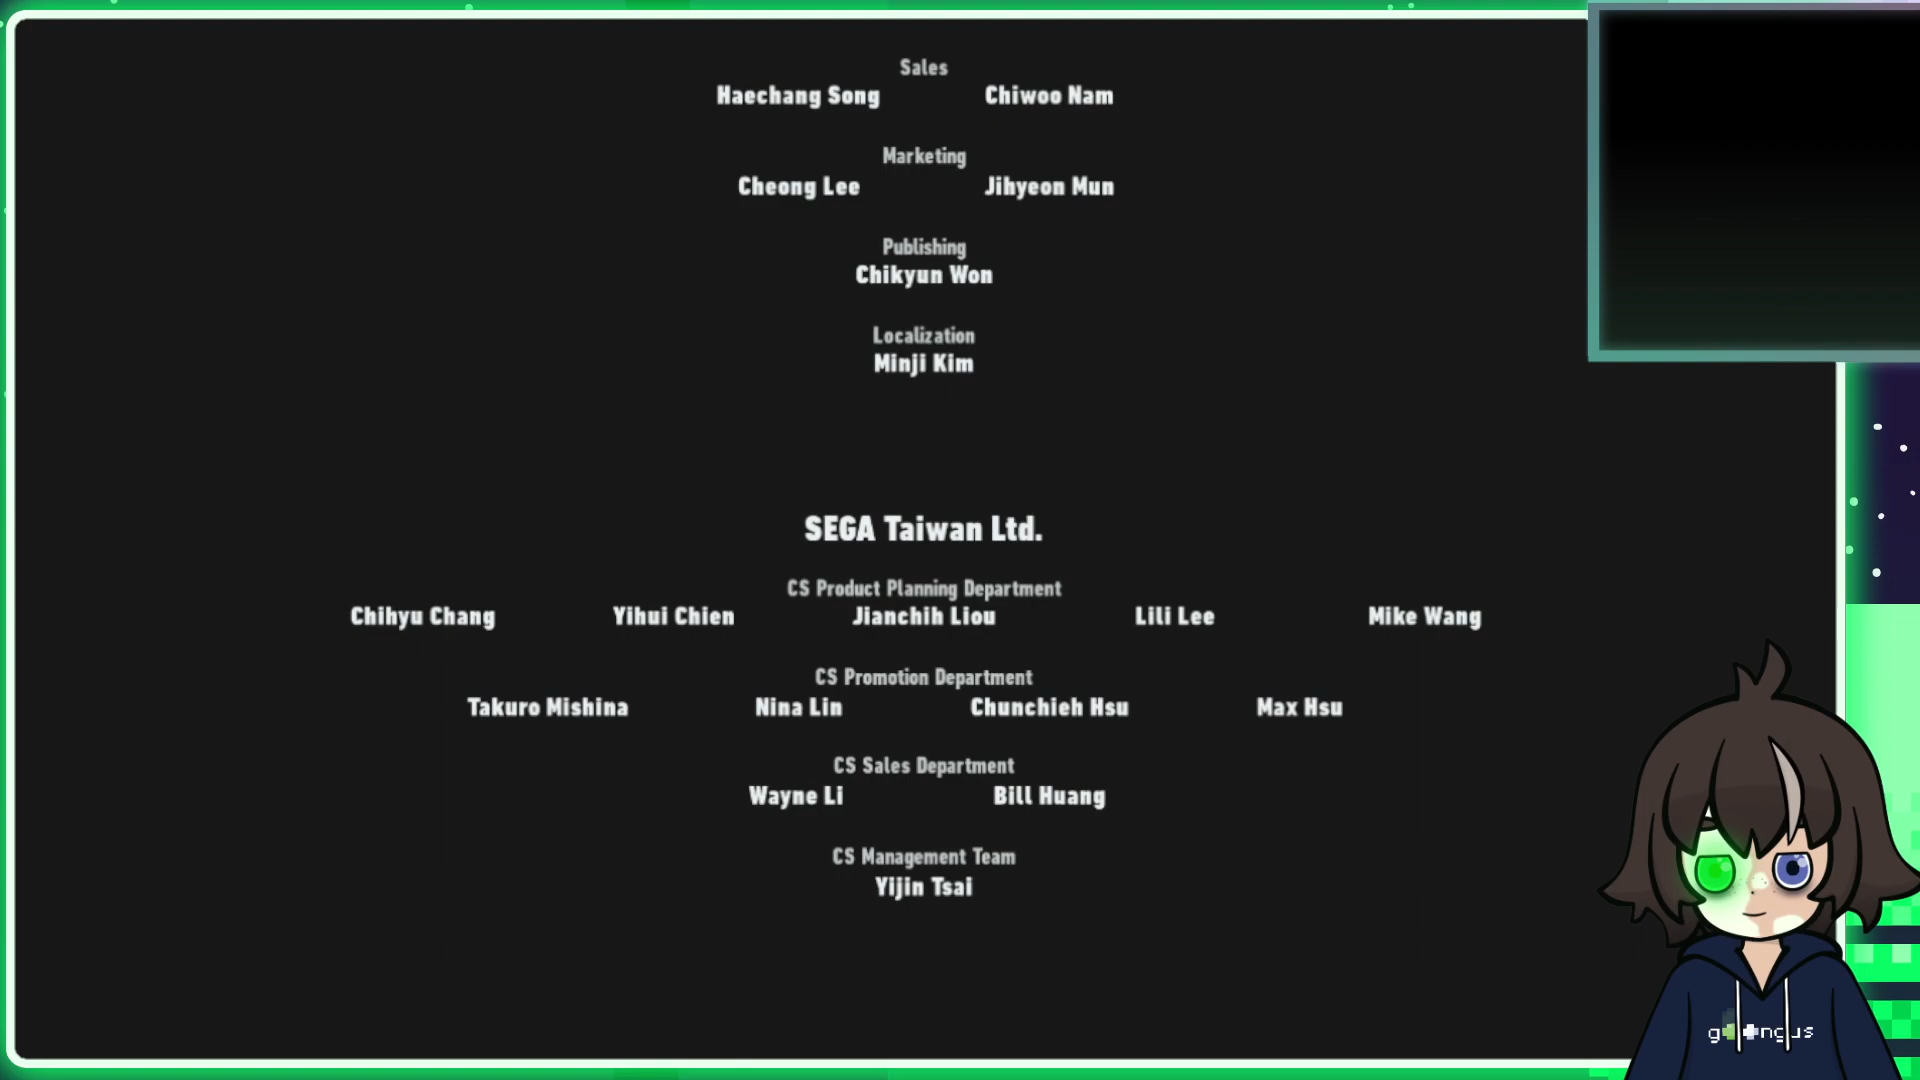 Sales
Haechang Song Chiwoo Nam
Marketing
Cheong Lee Jihyeon Mun
Publishing
Chikyun Won
Localization
Minji Kim
SEGA Taiwan Ltd.
CS Product Planning Department
Chihyu Chang Yihui Chien Jianchih Liou Lili Lee Mike Wang
CS Promotion Department
Takuro Mishina Nina Lin Chunchieh Hsu Max Hsu
CS Sales Department
Wayne Li Bill Huang
CS Management Team
Yijin Tsai